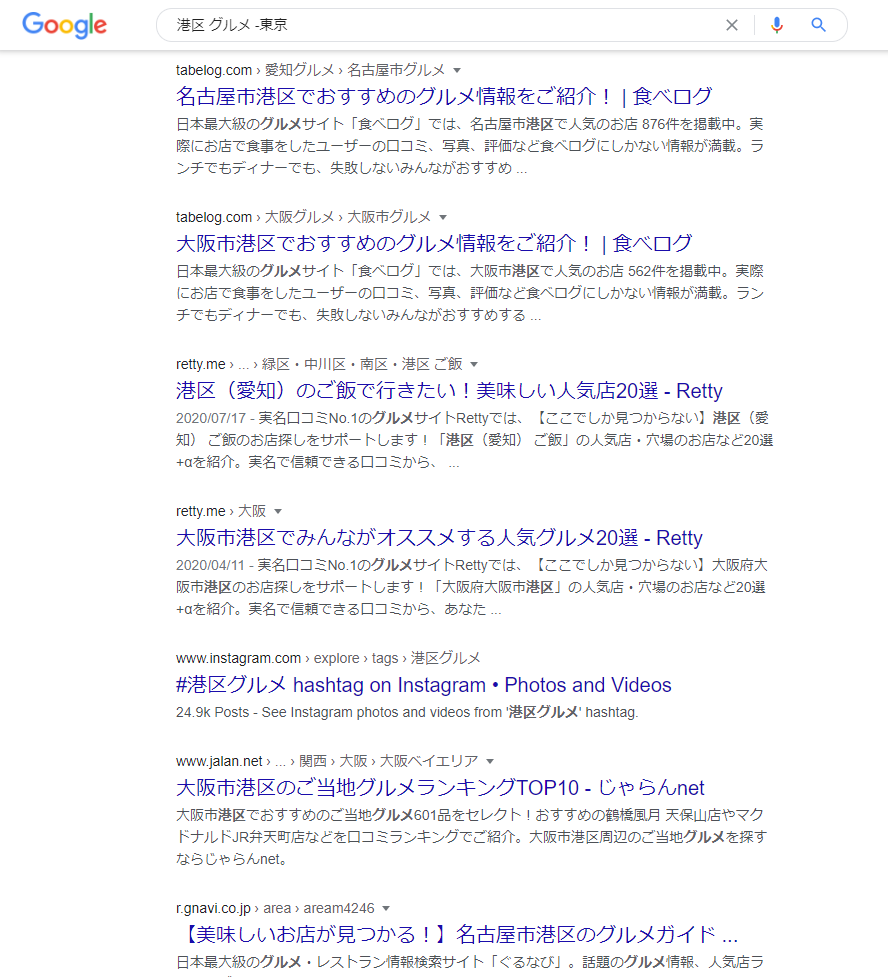 Google
港区 グルメ -東京
tabelog.com › 愛知グルメ › 名古屋市グルメ
名古屋市港区でおすすめのグルメ情報をご紹介！ | 食べログ
日本最大級のグルメサイト「食べログ」では、名古屋市港区で人気のお店 876件を掲載中。実
際にお店で食事をしたユーザーの口コミ、写真、評価など食べログにしかない情報が満載。ラ
ンチでもディナーでも、失敗しないみんながおすすめ ...
tabelog.com › 大阪グルメ › 大阪市グルメ
大阪市港区でおすすめのグルメ情報をご紹介！ | 食べログ
日本最大級のグルメサイト「食べログ」では、大阪市港区で人気のお店 562件を掲載中。実際
にお店で食事をしたユーザーの口コミ、写真、評価など食べログにしかない情報が満載。ラン
チでもディナーでも、失敗しないみんながおすすめする ...
retty.me › ... › 緑区・中川区・南区・港区 ご飯
港区（愛知）のご飯で行きたい！美味しい人気店20選 - Retty
2020/07/17 - 実名口コミNo.1のグルメサイトRettyでは、【ここでしか見つからない】港区（愛
知） ご飯のお店探しをサポートします！「港区（愛知） ご飯」の人気店・穴場のお店など20選
+αを紹介。実名で信頼できる口コミから、 ...
retty.me › 大阪
大阪市港区でみんながオススメする人気グルメ20選 - Retty
2020/04/11 - 実名口コミNo.1のグルメサイトRettyでは、【ここでしか見つからない】大阪府大
阪市港区のお店探しをサポートします！「大阪府大阪市港区」の人気店・穴場のお店など20選
+αを紹介。実名で信頼できる口コミから、あなた ...
www.instagram.com › explore › tags › 港区グルメ
#港区グルメ hashtag on Instagram • Photos and Videos
24.9k Posts - See Instagram photos and videos from '港区グルメ' hashtag.
www.jalan.net › ... › 関西 › 大阪 › 大阪ベイエリア
大阪市港区のご当地グルメランキングTOP10 - じゃらんnet
大阪市港区でおすすめのご当地グルメ601品をセレクト！おすすめの鶴橋風月 天保山店やマク
ドナルドJR弁天町店などを口コミランキングでご紹介。大阪市港区周辺のご当地グルメを探す
ならじゃらんnet。
r.gnavi.co.jp › area › aream4246
【美味しいお店が見つかる！】名古屋市港区のグルメガイド ...
日本最大級のグルメ・レストラン情報検索サイト「ぐるなび」。話題のグルメ情報、人気店ラ